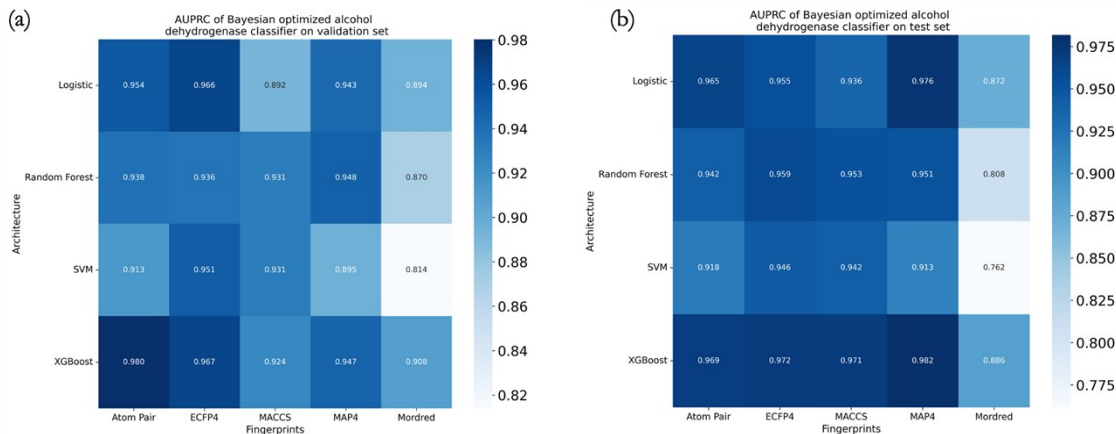 (a)
AUPRC of Bayesian optimized alcohol
dehydrogenase classifier on validation set
Architecture
Logistic
0.954 0.966 0.892 0.943 0.894
Random Forest
0.938 0.936 0.931 0.948 0.870
SVM
0.913 0.951 0.931 0.895 0.814
XGBoost
0.980 0.967 0.924 0.947 0.908
Atom Pair ECFP4 MACCS MAP4 Mordred
Fingerprints
0.98
0.96
0.94
0.92
0.90
0.88
0.86
0.84
0.82
(b)
AUPRC of Bayesian optimized alcohol
dehydrogenase classifier on test set
Architecture
Logistic
0.965 0.955 0.936 0.976 0.872
Random Forest
0.942 0.959 0.953 0.951 0.808
SVM
0.918 0.946 0.942 0.913 0.762
XGBoost
0.969 0.972 0.971 0.982 0.886
Atom Pair ECFP4 MACCS MAP4 Mordred
Fingerprints
0.975
0.950
0.925
0.900
0.875
0.850
0.825
0.800
0.775